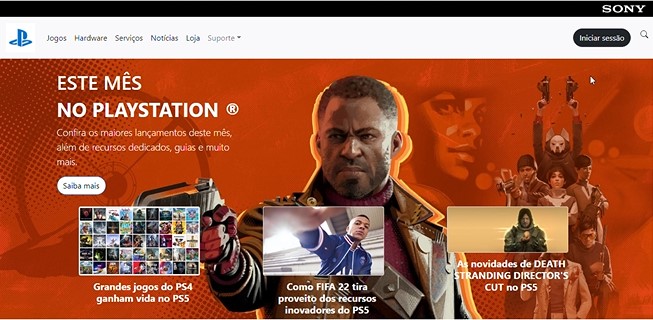 SONY
Jogos Hardware Serviços Notícias Loja Suporte Iniciar sessão
ESTE MÊS
NO PLAYSTATION ®
Confira os maiores lançamentos deste mês,
além de recursos dedicados, guias e muito
mais.
Saiba mais
Grandes jogos do PS4
ganham vida no PS5
Como FIFA 22 tira
proveito dos recursos
inovadores do PS5
As novidades de DEATH
STRANDING DIRECTOR'S
CUT no PS5